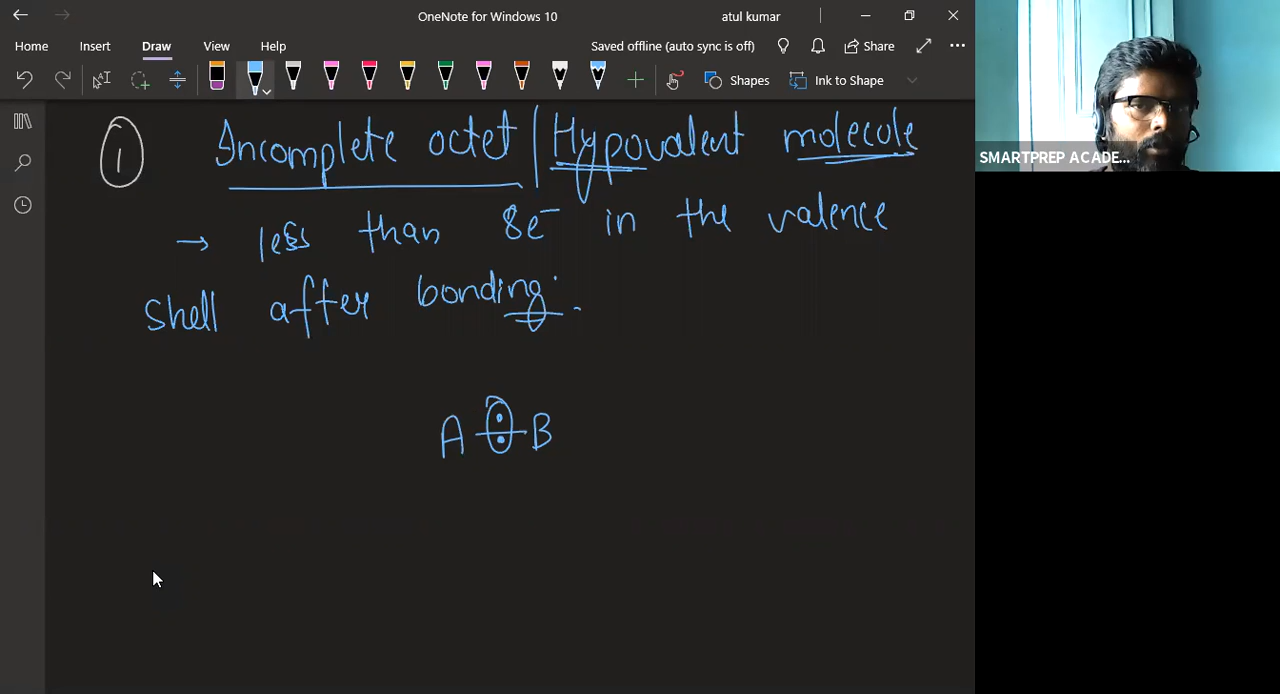 OneNote for Windows 10
atul kumar
Home Insert Draw View Help
Saved offline (auto sync is off)
Share
Shapes
Ink to Shape
SMARTPREP ACADE...
1 Incomplete octet | Hypovalent molecule
→ less than 8e⁻ in the valence
shell after bonding.
A : B